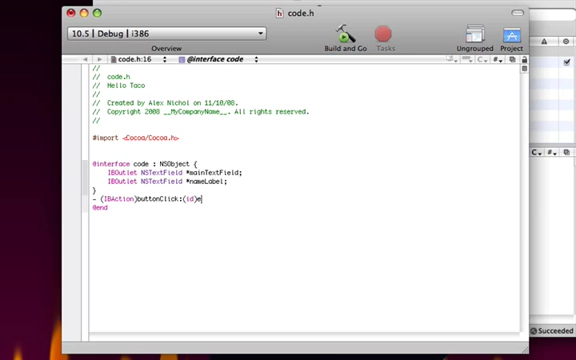 code.h
10.5 | Debug | i386
Overview
Build and Go
Tasks
Ungrouped
Project
code.h:16
@interface code
C
#
//
// code.h
// Hello Taco
//
// Created by Alex Nichol on 11/10/08.
// Copyright 2008 __MyCompanyName__. All rights reserved.
//
#import <Cocoa/Cocoa.h>
@interface code : NSObject {
IBOutlet NSTextField *mainTextField;
IBOutlet NSTextField *nameLabel;
}
- (IBAction)buttonClick:(id)e
@end
Succeeded